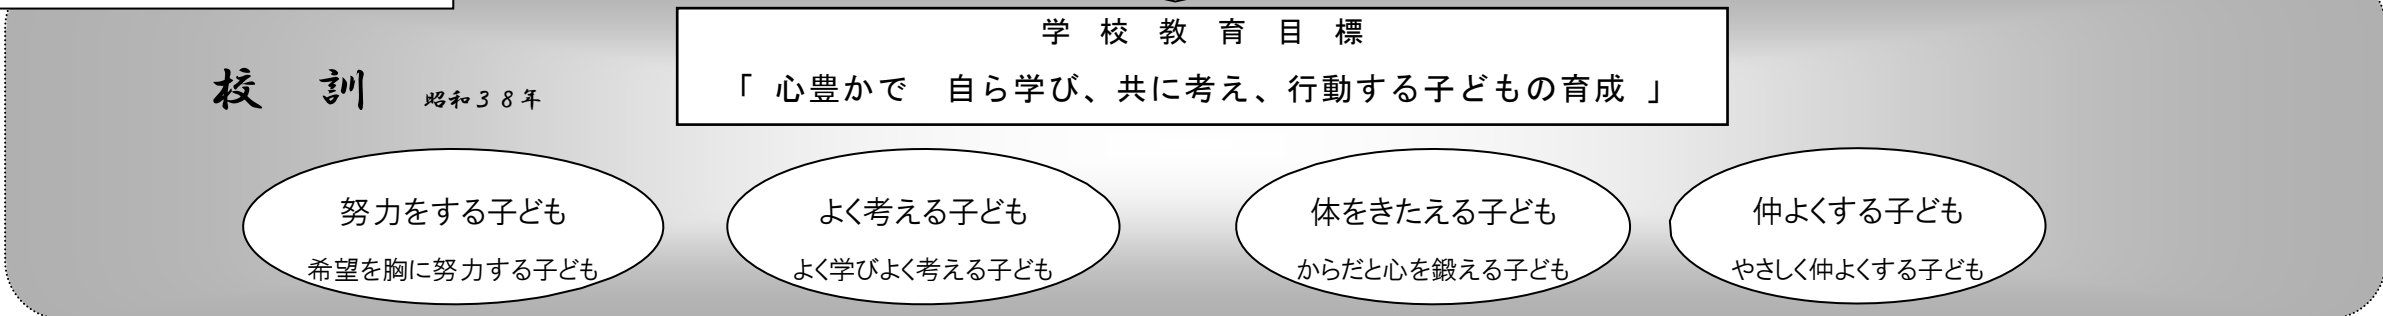 学校教育目標
「 心豊かで　自ら学び、共に考え、行動する子どもの育成 」
校　訓　昭和３８年
努力をする子ども
希望を胸に努力する子ども
よく考える子ども
よく学びよく考える子ども
体をきたえる子ども
からだと心を鍛える子ども
仲よくする子ども
やさしく仲よくする子ども